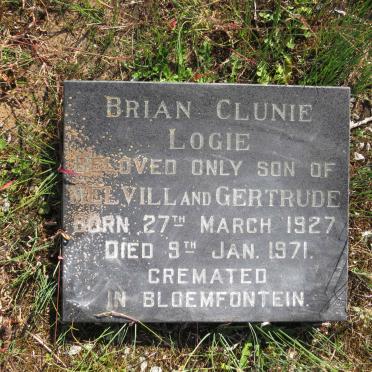 BRIAN CLUNIE
LOGIE
BELOVED ONLY SON OF
MELVILL AND GERTRUDE
BORN 27TH MARCH 1927
DIED 9TH JAN. 1971.
CREMATED
IN BLOEMFONTEIN.